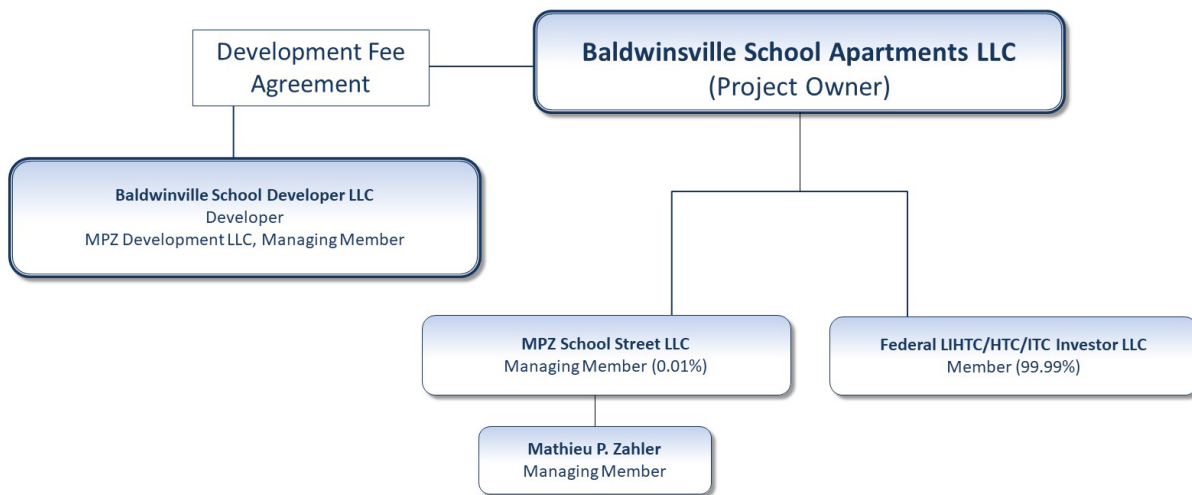 Development Fee
Agreement
Baldwinsville School Apartments LLC
(Project Owner)
Baldwinville School Developer LLC
Developer
MPZ Development LLC, Managing Member
MPZ School Street LLC
Managing Member (0.01%)
Federal LIHTC/HTC/ITC Investor LLC
Member (99.99%)
Mathieu P. Zahler
Managing Member